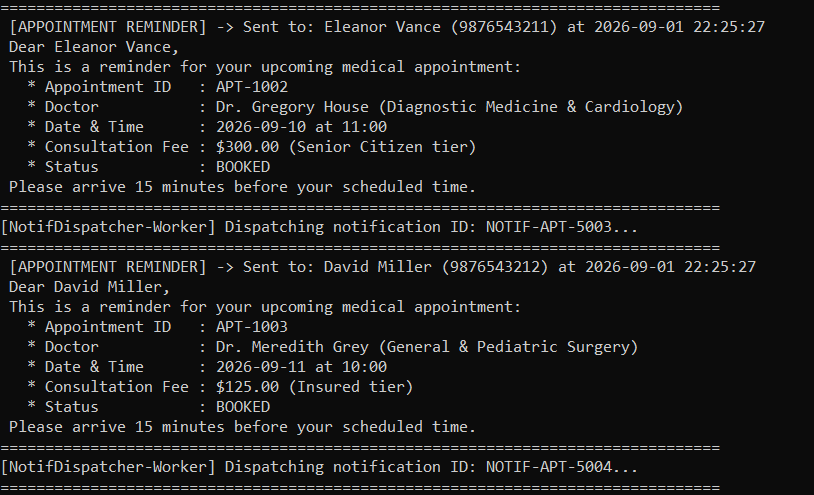 ================================================================================
[APPOINTMENT REMINDER] -> Sent to: Eleanor Vance (9876543211) at 2026-09-01 22:25:27
Dear Eleanor Vance,
This is a reminder for your upcoming medical appointment:
  * Appointment ID   : APT-1002
  * Doctor           : Dr. Gregory House (Diagnostic Medicine & Cardiology)
  * Date & Time      : 2026-09-10 at 11:00
  * Consultation Fee : $300.00 (Senior Citizen tier)
  * Status           : BOOKED
Please arrive 15 minutes before your scheduled time.
================================================================================
[NotifDispatcher-Worker] Dispatching notification ID: NOTIF-APT-5003...
================================================================================
[APPOINTMENT REMINDER] -> Sent to: David Miller (9876543212) at 2026-09-01 22:25:27
Dear David Miller,
This is a reminder for your upcoming medical appointment:
  * Appointment ID   : APT-1003
  * Doctor           : Dr. Meredith Grey (General & Pediatric Surgery)
  * Date & Time      : 2026-09-11 at 10:00
  * Consultation Fee : $125.00 (Insured tier)
  * Status           : BOOKED
Please arrive 15 minutes before your scheduled time.
================================================================================
[NotifDispatcher-Worker] Dispatching notification ID: NOTIF-APT-5004...
================================================================================